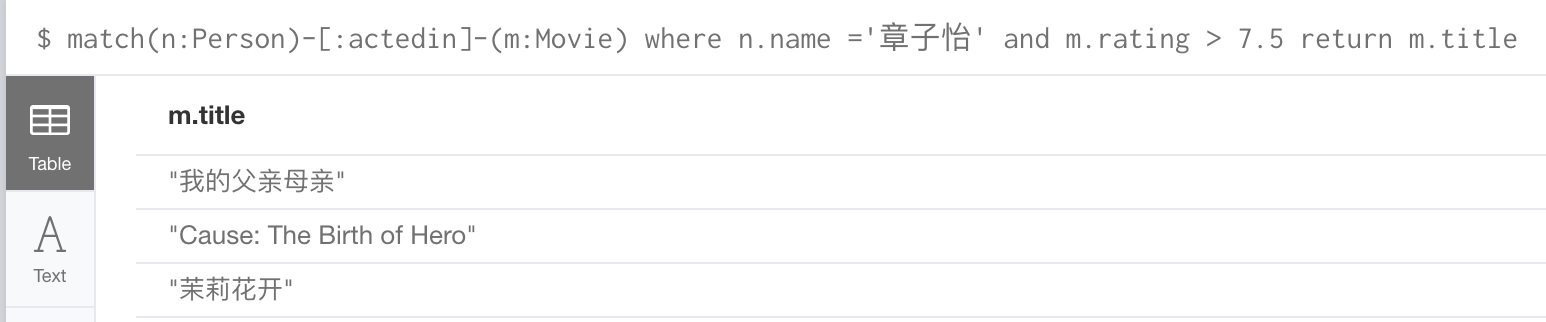 $ match(n:Person)-[:actedin]-(m:Movie) where n.name ='章子怡' and m.rating > 7.5 return m.title
m.title
Table
"我的父亲母亲"
"Cause: The Birth of Hero"
A
Text
"茉莉花开"